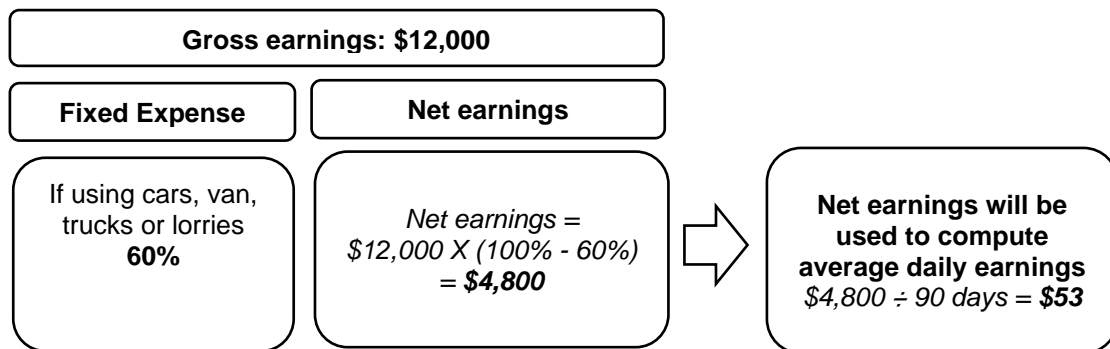 Gross earnings: $12,000
Fixed Expense
Net earnings
If using cars, van,
trucks or lorries
60%
Net earnings =
$12,000 X (100% - 60%)
= $4,800
Net earnings will be
used to compute
average daily earnings
$4,800 ÷ 90 days = $53